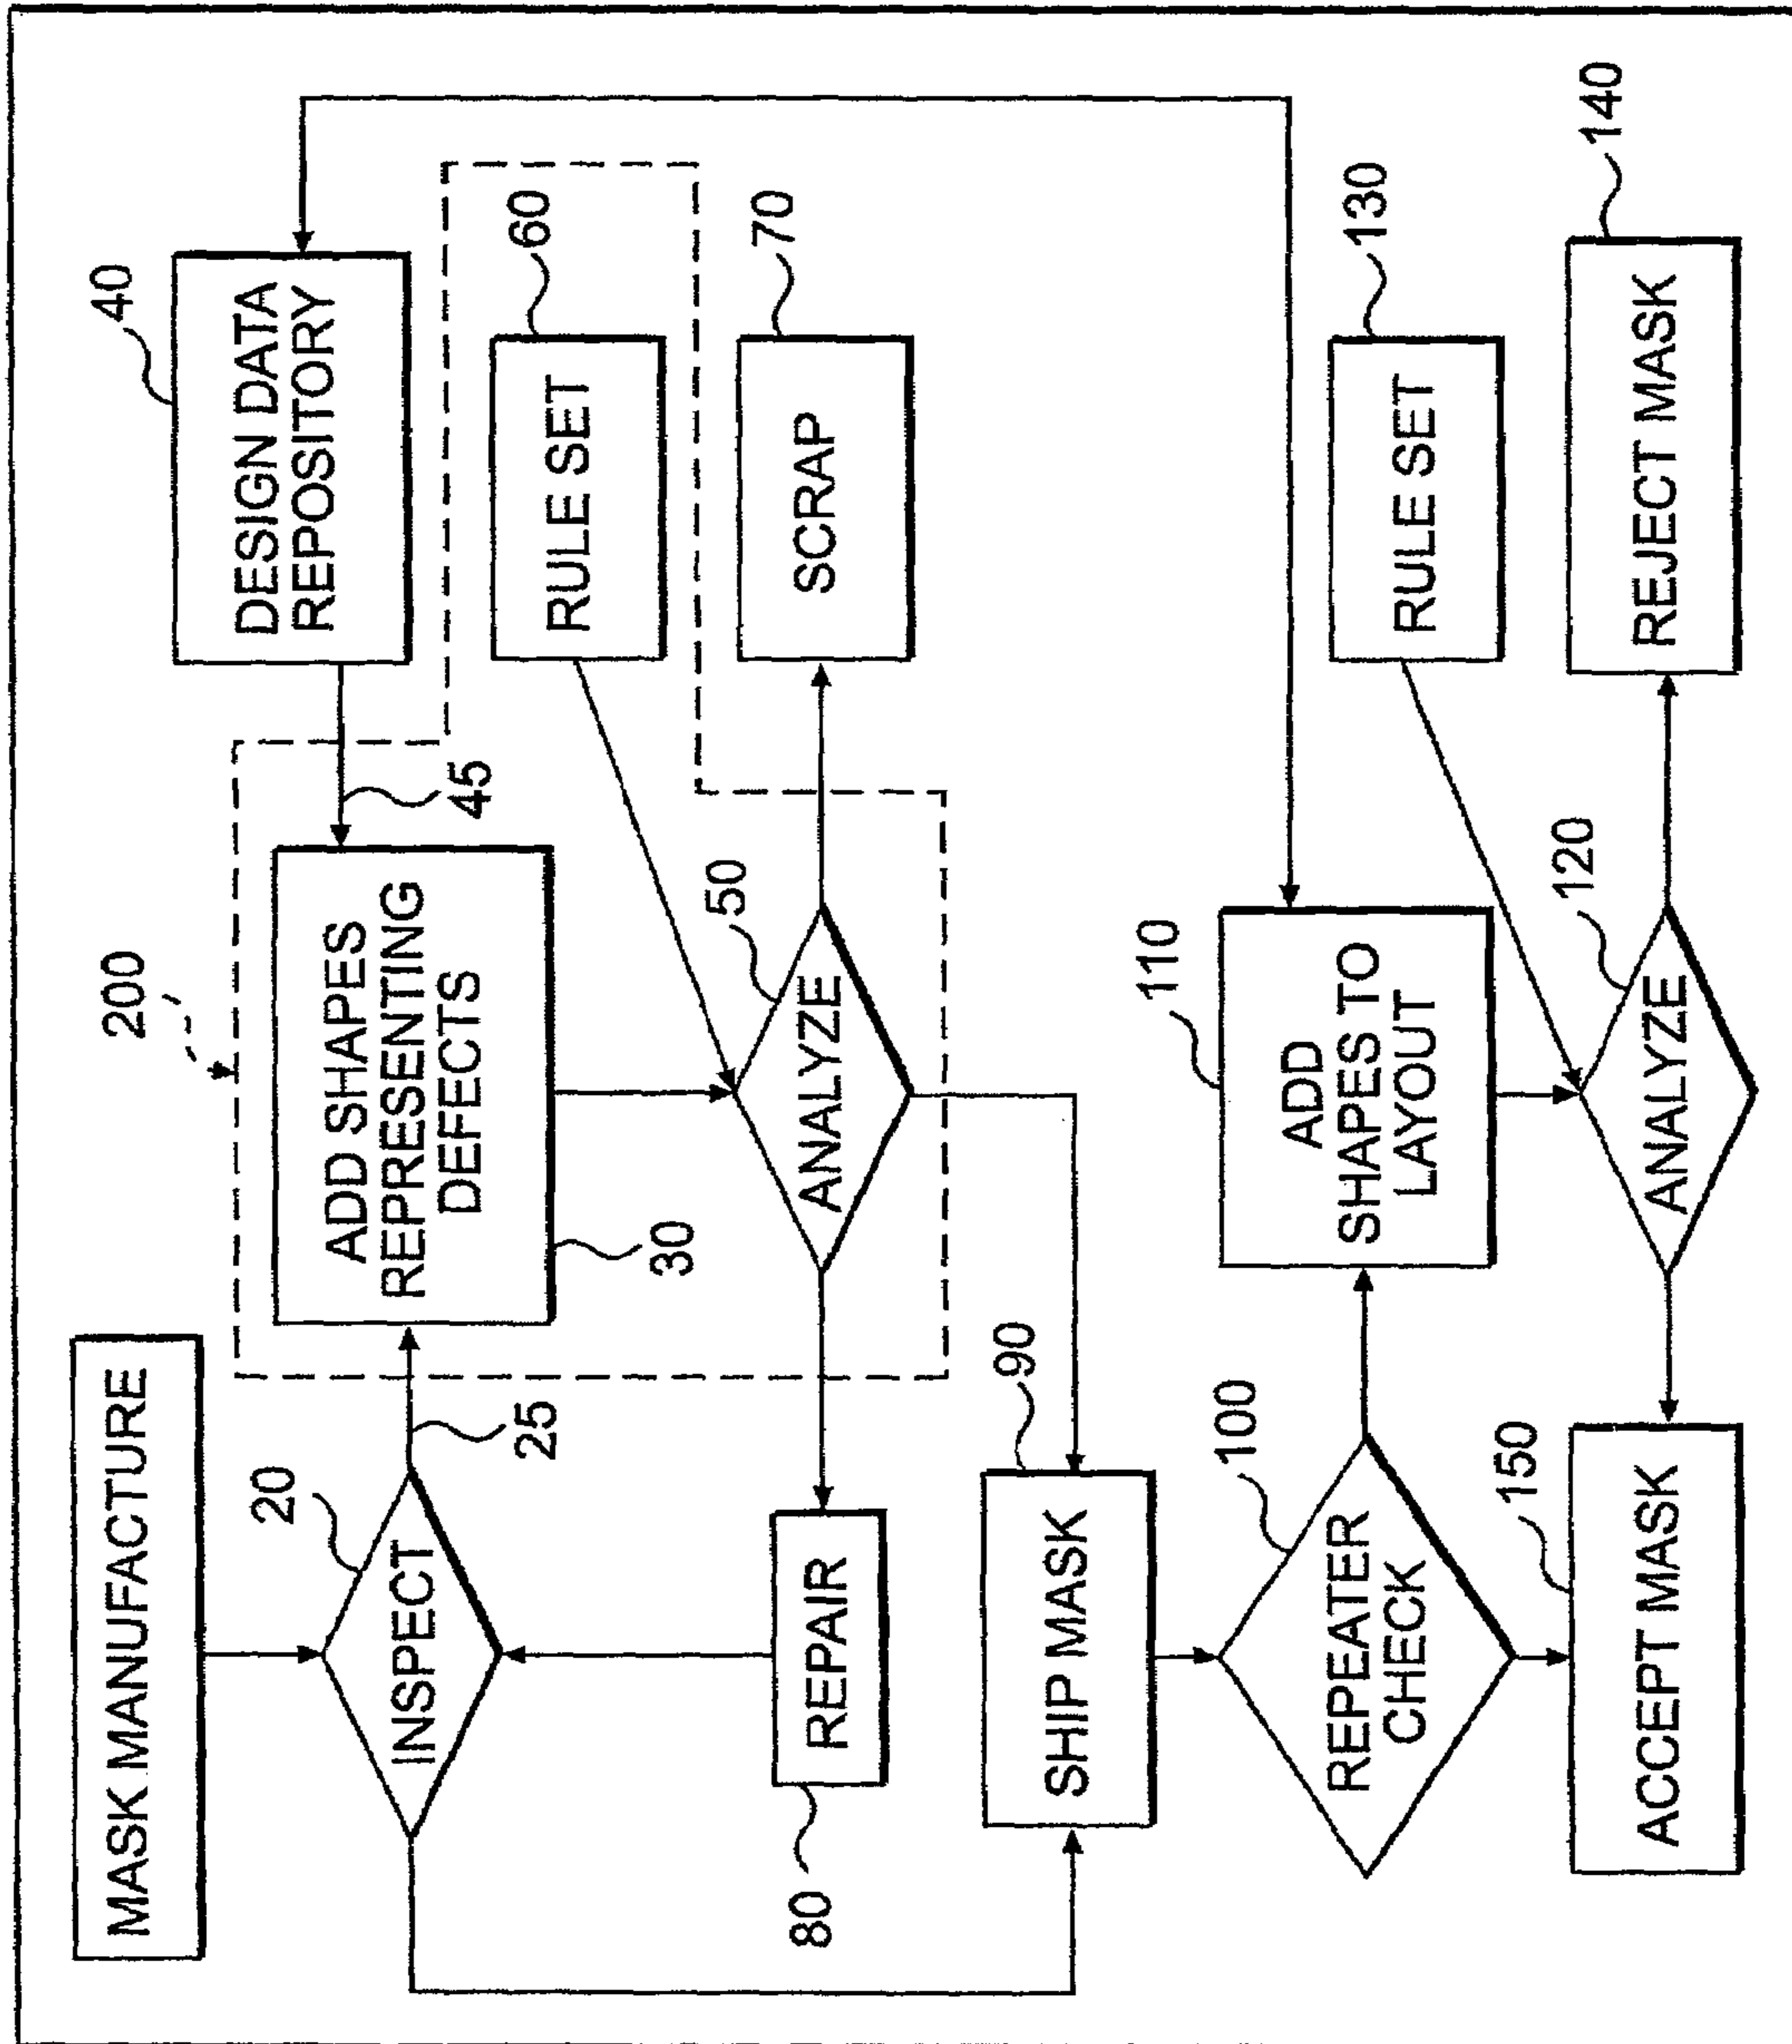 MASK MANUFACTURE
20
INSPECT
25
200
ADD SHAPES
REPRESENTING
DEFECTS
30
45
40
DESIGN DATA
REPOSITORY
60
RULE SET
50
ANALYZE
70
SCRAP
80
REPAIR
90
SHIP MASK
100
REPEATER
CHECK
110
ADD
SHAPES TO
LAYOUT
130
RULE SET
120
ANALYZE
140
REJECT MASK
150
ACCEPT MASK